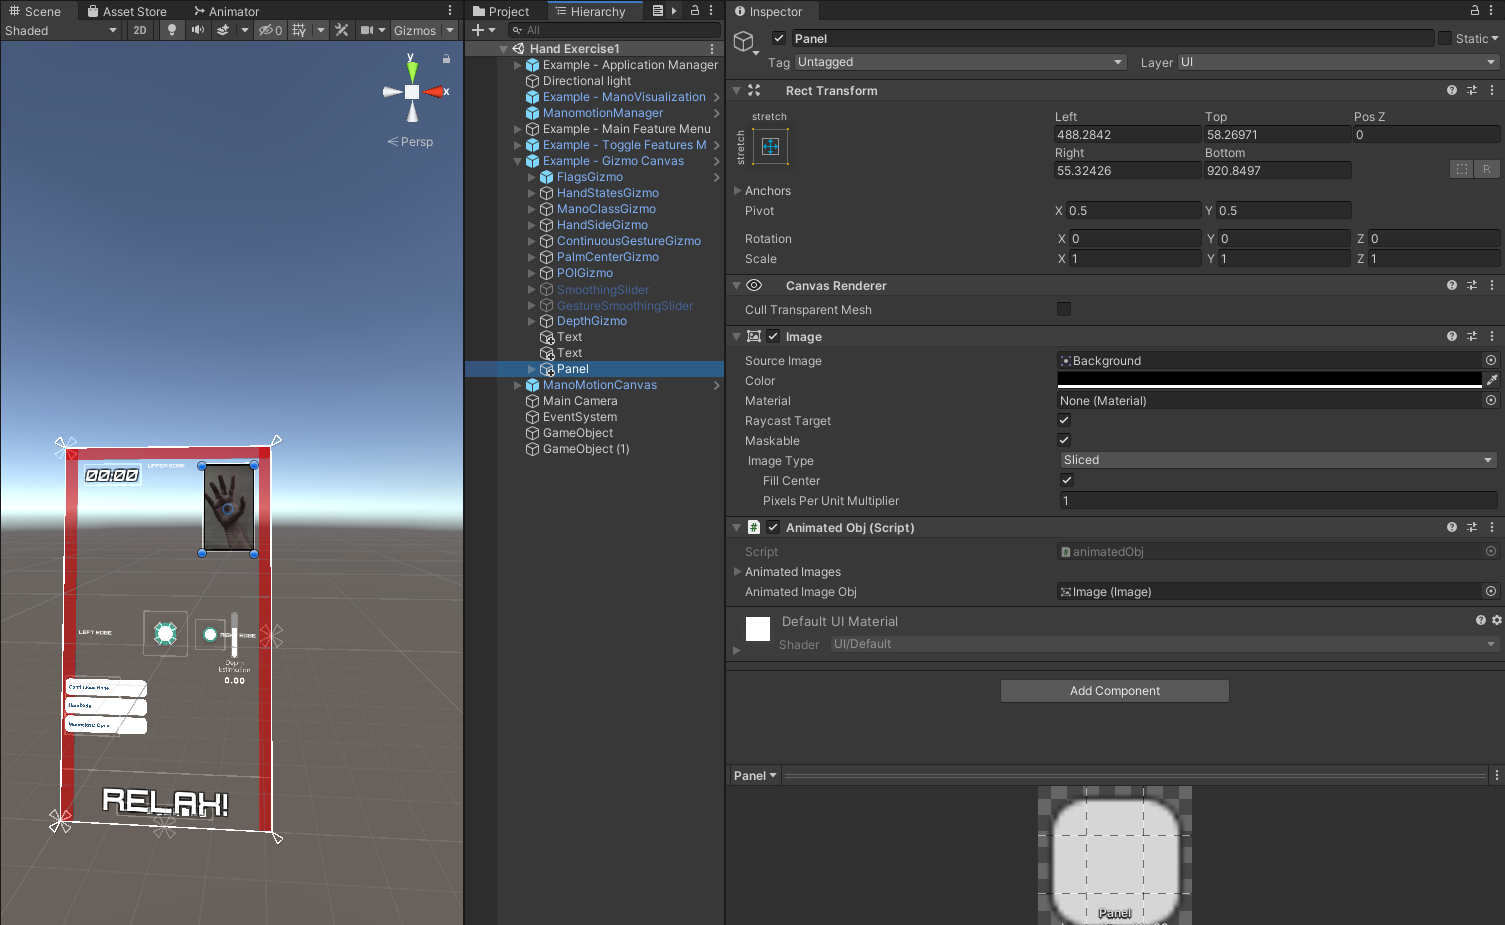 Scene
Asset Store
Animator
Project
Hierarchy
Inspector
Shaded
2D
0
Gizmos
All
Panel
Static
Tag
Untagged
Layer
UI
y
x
Persp
00:00
UPPER EDGE
LEFT EDGE
Depth
Estimation
0.00
RELAX!
Hand Exercise1
Example - Application Manager
Directional light
Example - ManoVisualization
ManomotionManager
Example - Main Feature Menu
Example - Toggle Features M
Example - Gizmo Canvas
FlagsGizmo
HandStatesGizmo
ManoClassGizmo
HandSideGizmo
ContinuousGestureGizmo
PalmCenterGizmo
POIGizmo
SmoothingSlider
GestureSmoothingSlider
DepthGizmo
Text
Text
Panel
ManoMotionCanvas
Main Camera
EventSystem
GameObject
GameObject (1)
Rect Transform
stretch
stretch
Left
Top
Pos Z
488.2842
58.26971
0
Right
Bottom
55.32426
920.8497
R
Anchors
Pivot
X 0.5
Y 0.5
Rotation
X 0
Y 0
Z 0
Scale
X 1
Y 1
Z 1
Canvas Renderer
Cull Transparent Mesh
Image
Source Image
Background
Color
Material
None (Material)
Raycast Target
Maskable
Image Type
Sliced
Fill Center
Pixels Per Unit Multiplier
1
Animated Obj (Script)
Script
animatedObj
Animated Images
Animated Image Obj
Image (Image)
Default UI Material
Shader
UI/Default
Add Component
Panel
Panel